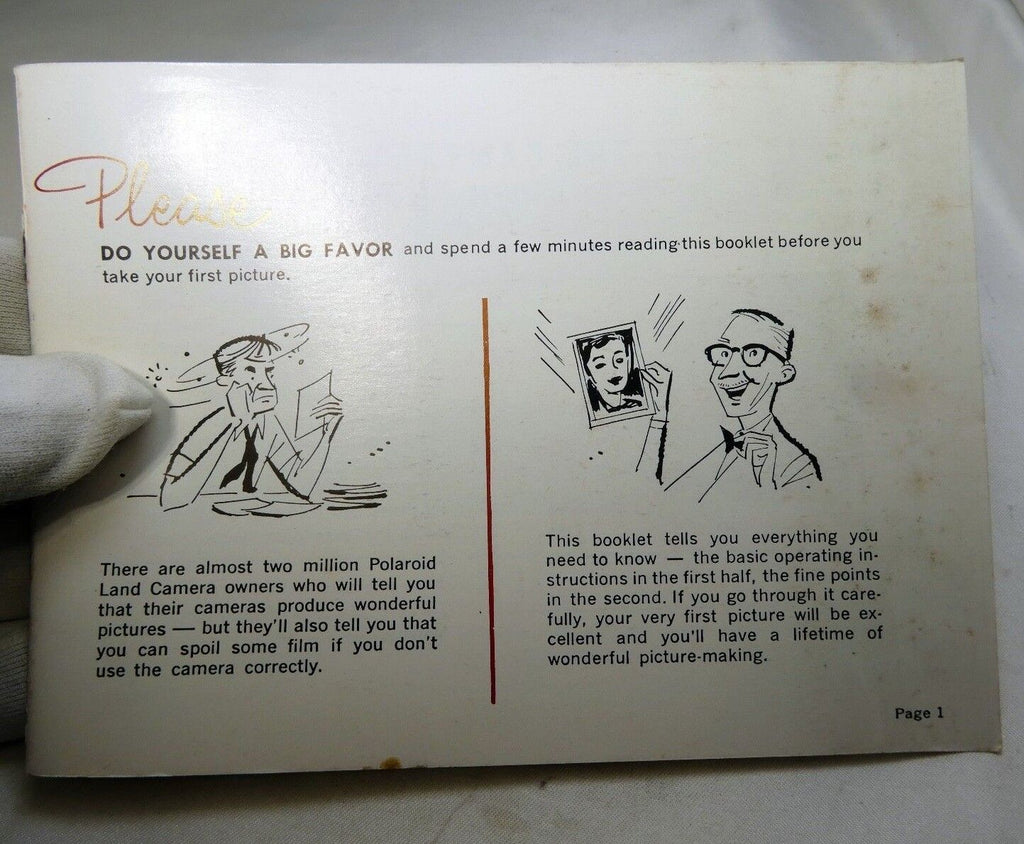 Please
DO YOURSELF A BIG FAVOR and spend a few minutes reading this booklet before you
take your first picture.
There are almost two million Polaroid
Land Camera owners who will tell you
that their cameras produce wonderful
pictures — but they'll also tell you that
you can spoil some film if you don't
use the camera correctly.
This booklet tells you everything you
need to know — the basic operating in-
structions in the first half, the fine points
in the second. If you go through it care-
fully, your very first picture will be ex-
cellent and you'll have a lifetime of
wonderful picture-making.
Page 1